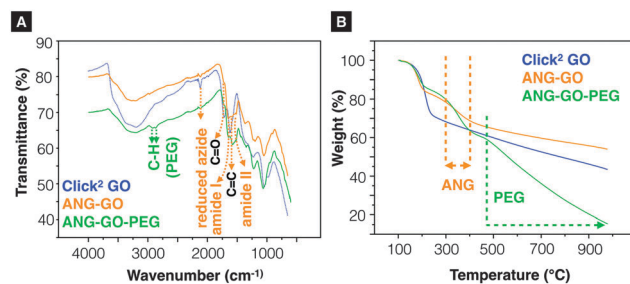 A
90
80
70
60
50
40
Transmittance (%)
4000
3000
2000
1000
Wavenumber (cm⁻¹)
Click² GO
ANG-GO
ANG-GO-PEG
C-H
(PEG)
reduced azide
amide I
C=O
C=C
amide II
B
100
80
60
40
20
Weight (%)
100
300
500
700
900
Temperature (°C)
Click² GO
ANG-GO
ANG-GO-PEG
ANG
PEG